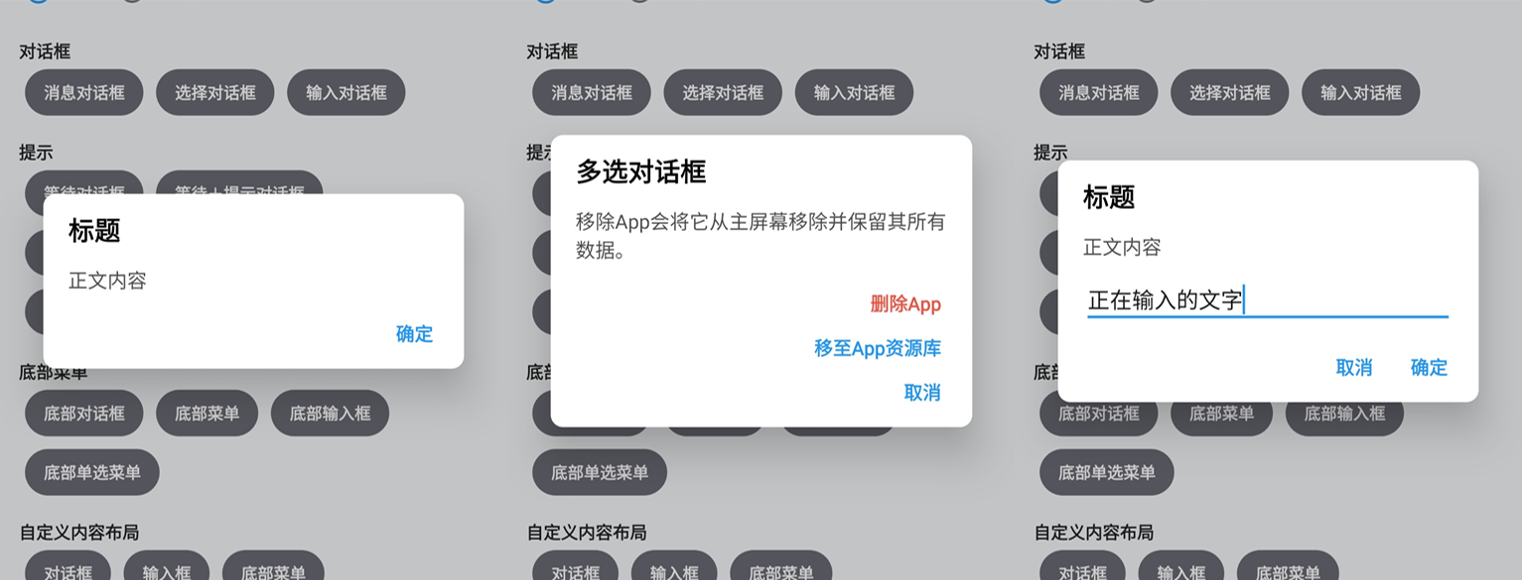 对话框
消息对话框 选择对话框 输入对话框
提示
等待对话框 等待+提示对话框
标题
正文内容
确定
底部菜单
底部对话框 底部菜单 底部输入框
底部单选菜单
自定义内容布局
对话框 输入框 底部菜单
对话框
消息对话框 选择对话框 输入对话框
提示
多选对话框
移除App会将它从主屏幕移除并保留其所有
数据。
删除App
移至App资源库
取消
底部
底部单选菜单
自定义内容布局
对话框 输入框 底部菜单
对话框
消息对话框 选择对话框 输入对话框
提示
标题
正文内容
正在输入的文字
取消 确定
底部
底部对话框 底部菜单 底部输入框
底部单选菜单
自定义内容布局
对话框 输入框 底部菜单